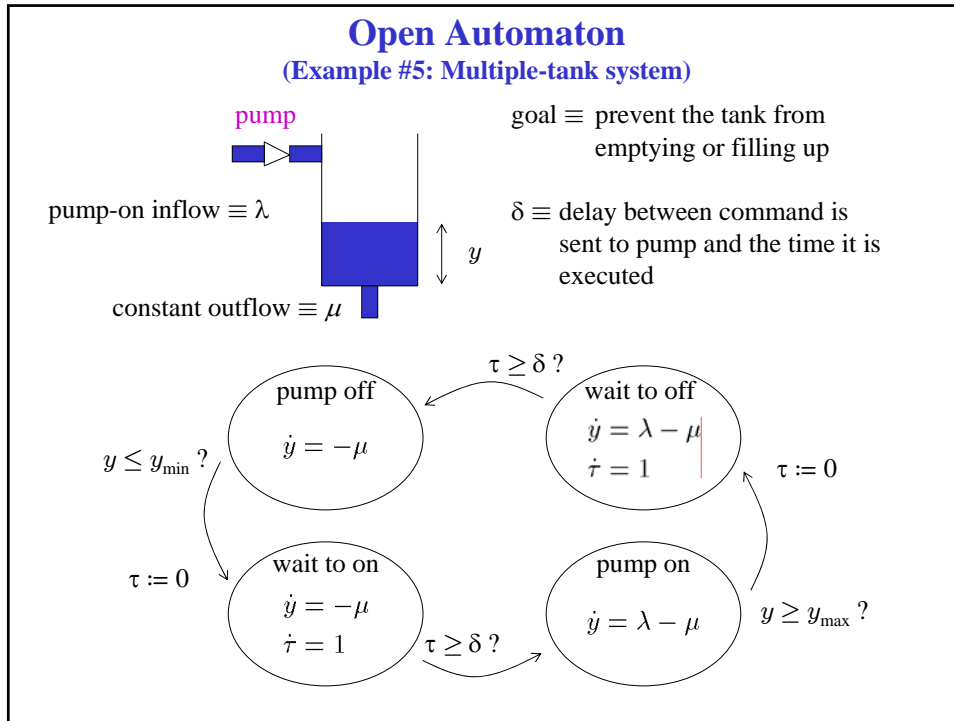 Open Automaton
(Example #5: Multiple-tank system)
pump
goal ≡ prevent the tank from
emptying or filling up
pump-on inflow ≡ λ
y
δ ≡ delay between command is
sent to pump and the time it is
executed
constant outflow ≡ μ
τ ≥ δ ?
pump off
ẏ = −μ
wait to off
ẏ = λ − μ
τ̇ = 1
y ≤ y_min ?
τ := 0
τ := 0
wait to on
ẏ = −μ
τ̇ = 1
τ ≥ δ ?
pump on
ẏ = λ − μ
y ≥ y_max ?